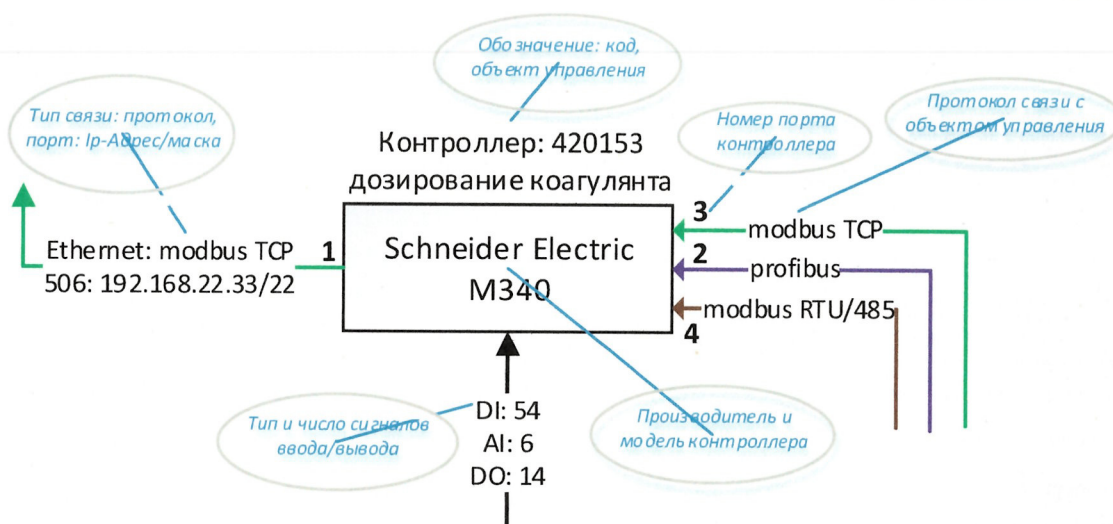 Обозначение: код,
объект управления
Тип связи: протокол,
порт: Ip-Адрес/маска
Номер порта
контроллера
Протокол связи с
объектом управления
Контроллер: 420153
дозирование коагулянта
Ethernet: modbus TCP
506: 192.168.22.33/22
1
Schneider Electric
M340
3
modbus TCP
2
profibus
modbus RTU/485
4
Тип и число сигналов
ввода/вывода
DI: 54
AI: 6
DO: 14
Производитель и
модель контроллера